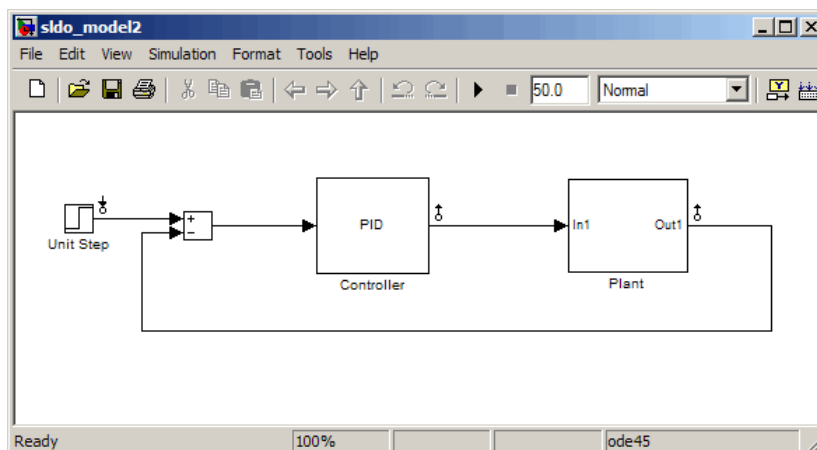 sldo_model2
File Edit View Simulation Format Tools Help
50.0 Normal
Y
+
−
Unit Step
PID
Controller
In1 Out1
Plant
Ready 100% ode45